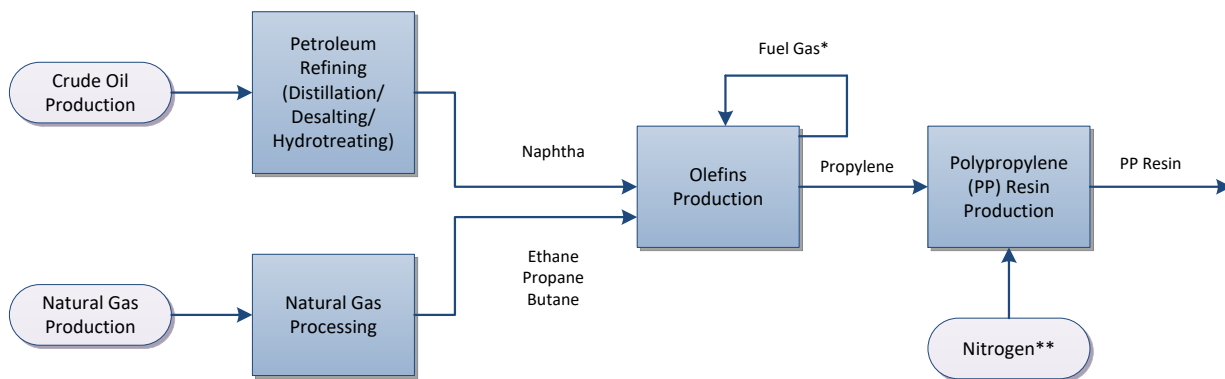 Crude Oil
Production
Petroleum
Refining
(Distillation/
Desalting/
Hydrotreating)
Naphtha
Natural Gas
Production
Natural Gas
Processing
Ethane
Propane
Butane
Fuel Gas*
Olefins
Production
Propylene
Polypropylene
(PP) Resin
Production
PP Resin
Nitrogen**